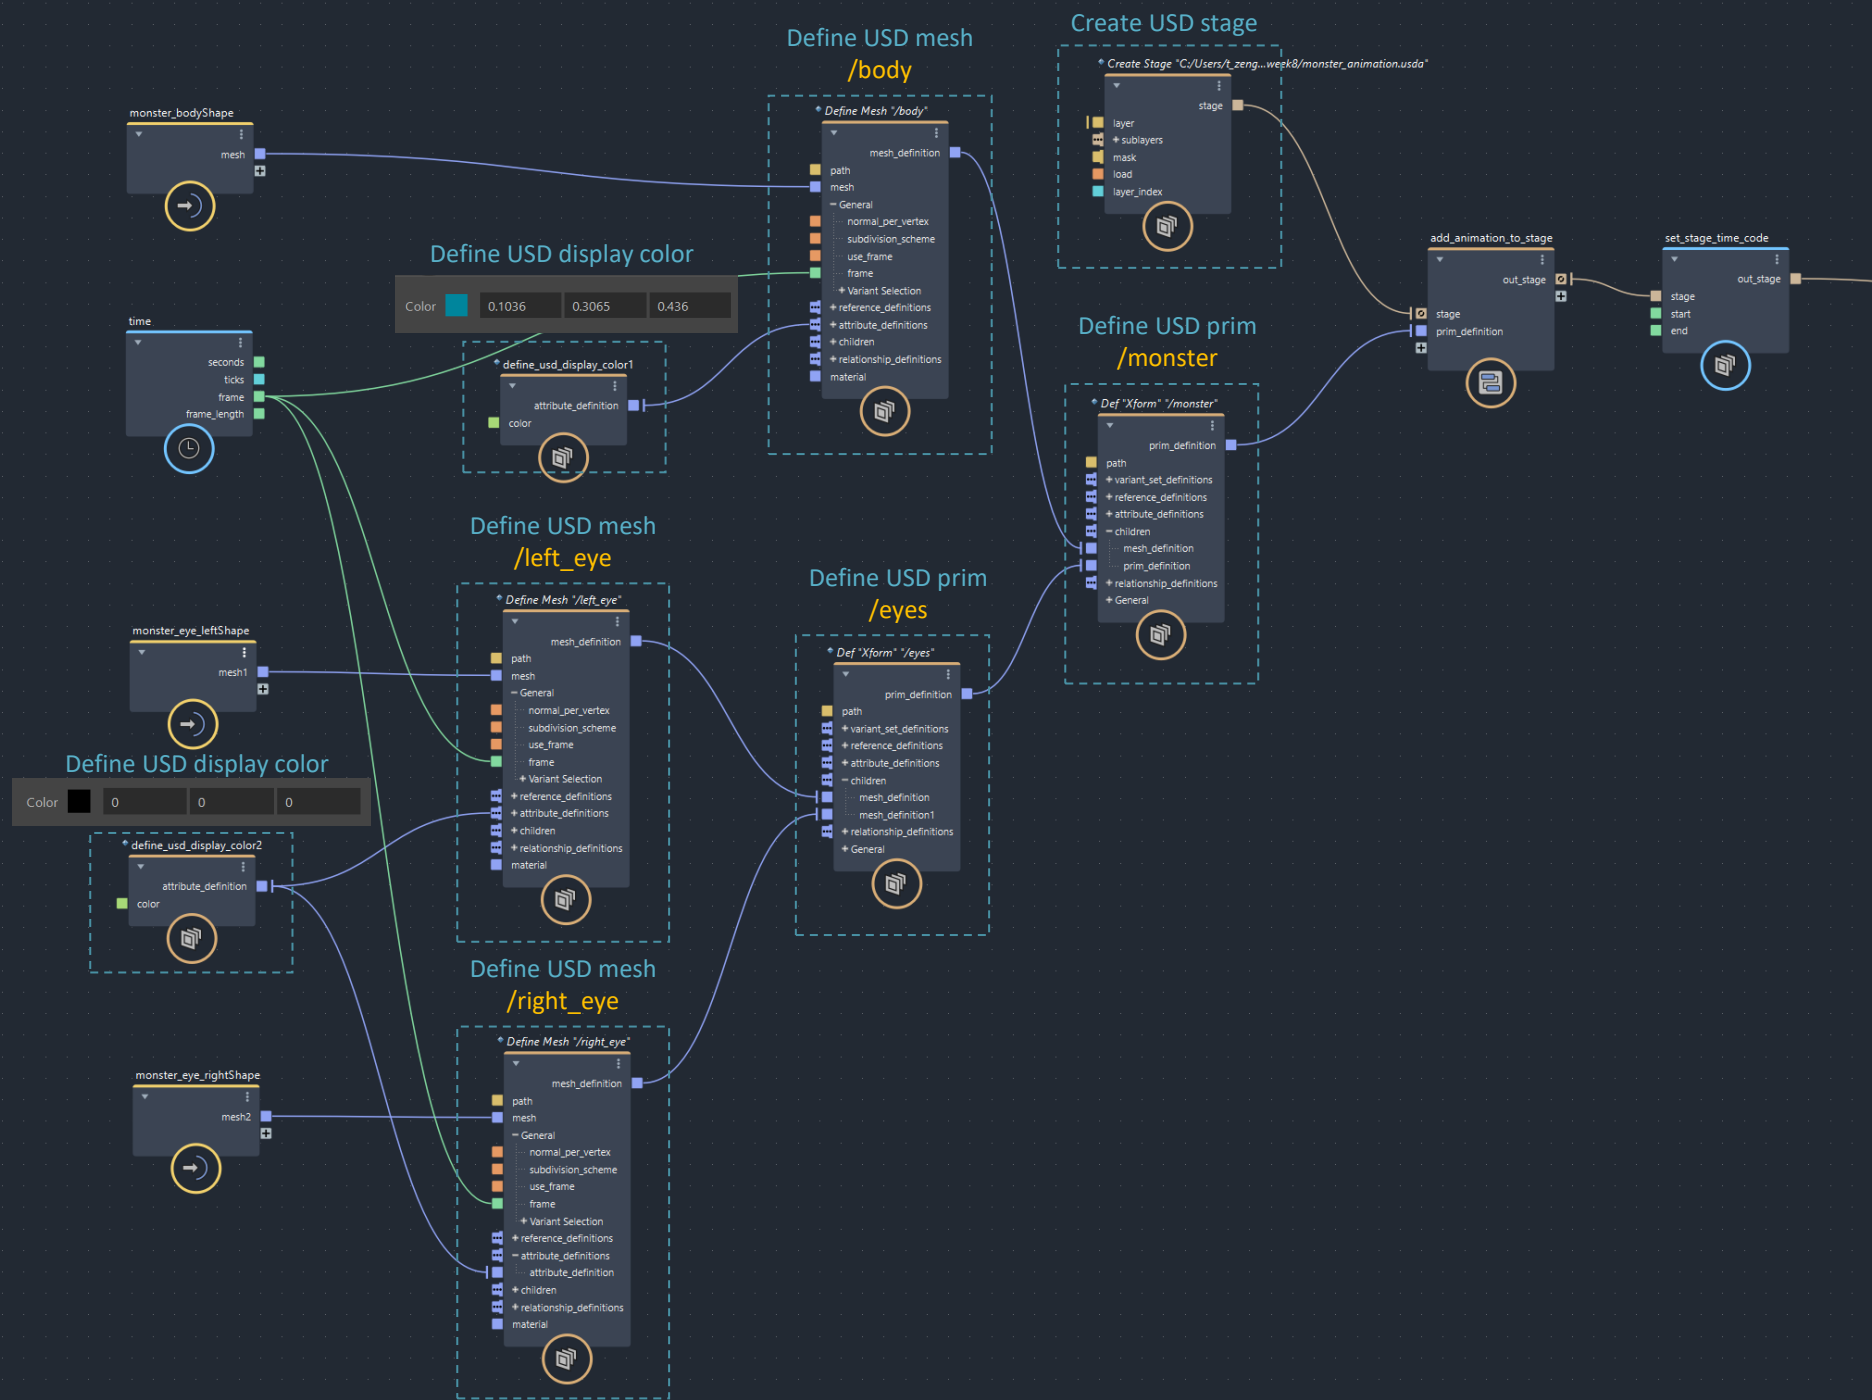 Create USD stage
Create Stage "C:/Users/t_zeng...week8/monster_animation.usda"
stage
layer
+ sublayers
mask
load
layer_index
Define USD mesh
/body
Define Mesh "/body"
mesh_definition
path
mesh
− General
normal_per_vertex
subdivision_scheme
use_frame
frame
+ Variant Selection
+ reference_definitions
+ attribute_definitions
+ children
+ relationship_definitions
material
monster_bodyShape
mesh
Define USD display color
Color 0.1036 0.3065 0.436
define_usd_display_color1
attribute_definition
color
time
seconds
ticks
frame
frame_length
add_animation_to_stage
out_stage
stage
prim_definition
set_stage_time_code
out_stage
stage
start
end
Define USD prim
/monster
Def "Xform" "/monster"
prim_definition
path
+ variant_set_definitions
+ reference_definitions
+ attribute_definitions
− children
mesh_definition
prim_definition
+ relationship_definitions
+ General
Define USD mesh
/left_eye
Define Mesh "/left_eye"
mesh_definition
path
mesh
− General
normal_per_vertex
subdivision_scheme
use_frame
frame
+ Variant Selection
+ reference_definitions
+ attribute_definitions
+ children
+ relationship_definitions
material
Define USD prim
/eyes
Def "Xform" "/eyes"
prim_definition
path
+ variant_set_definitions
+ reference_definitions
+ attribute_definitions
− children
mesh_definition
mesh_definition1
+ relationship_definitions
+ General
monster_eye_leftShape
mesh1
Define USD display color
Color 0 0 0
define_usd_display_color2
attribute_definition
color
Define USD mesh
/right_eye
Define Mesh "/right_eye"
mesh_definition
path
mesh
− General
normal_per_vertex
subdivision_scheme
use_frame
frame
+ Variant Selection
+ reference_definitions
− attribute_definitions
attribute_definition
+ children
+ relationship_definitions
material
monster_eye_rightShape
mesh2